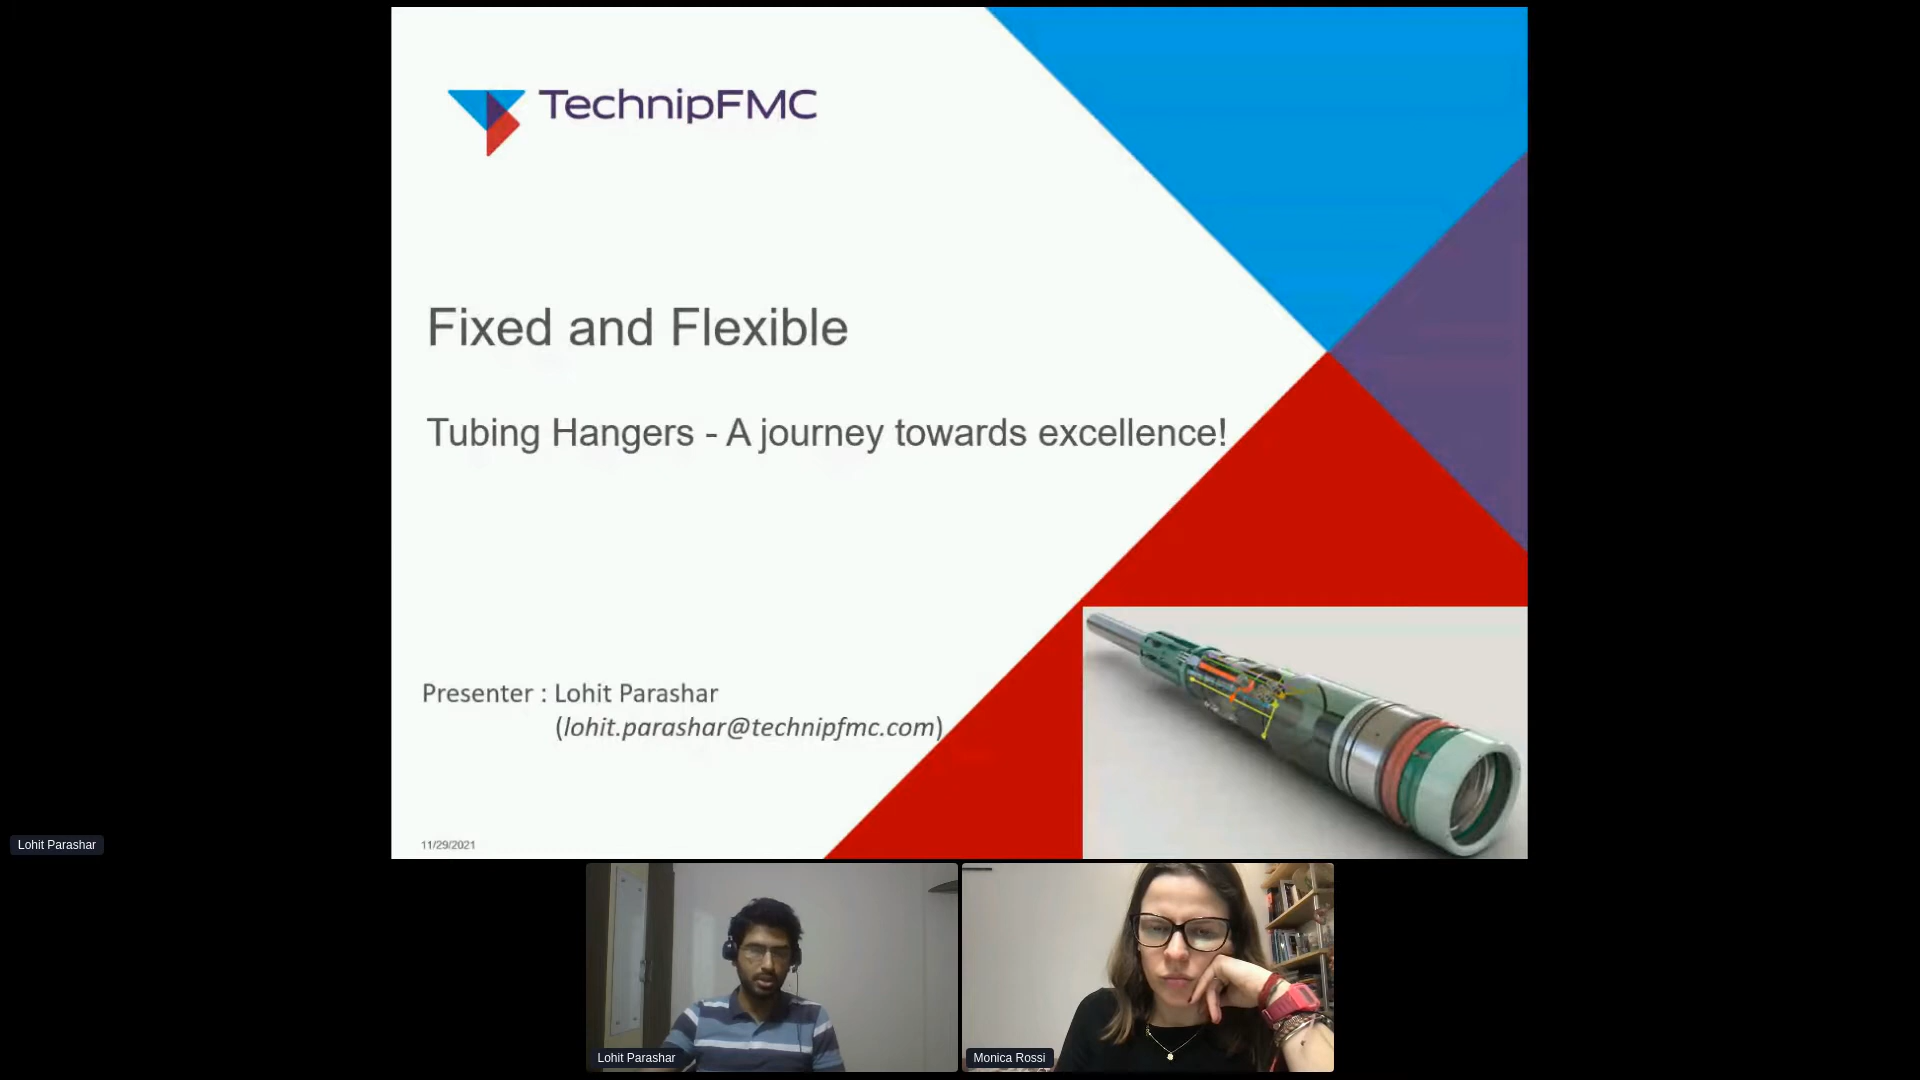 TechnipFMC
Fixed and Flexible
Tubing Hangers - A journey towards excellence!
Presenter : Lohit Parashar
(lohit.parashar@technipfmc.com)
11/29/2021
Lohit Parashar
Lohit Parashar
Monica Rossi